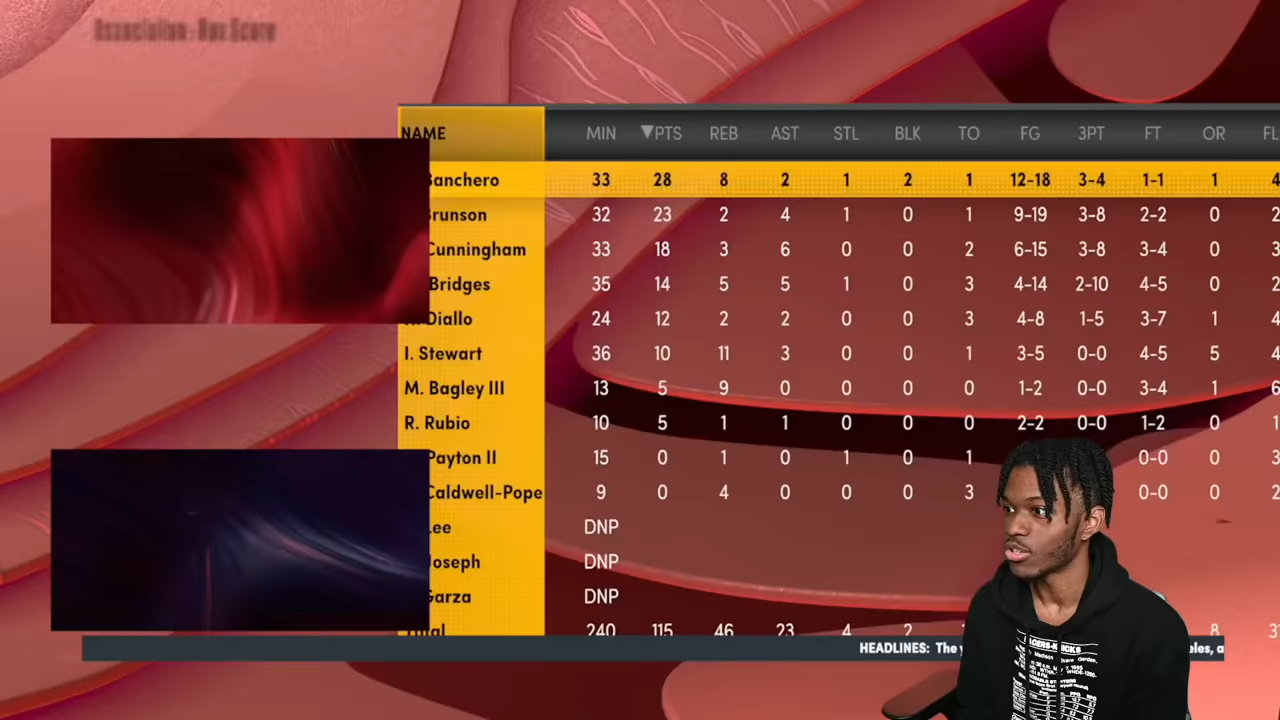 Association: Box Score
NAME MIN ▼PTS REB AST STL BLK TO FG 3PT FT OR
Banchero 33 28 8 2 1 2 1 12-18 3-4 1-1 1 4
Brunson 32 23 2 4 1 0 1 9-19 3-8 2-2 0 2
Cunningham 33 18 3 6 0 0 2 6-15 3-8 3-4 0 3
Bridges 35 14 5 5 1 0 3 4-14 2-10 4-5 0 2
Diallo 24 12 2 2 0 0 3 4-8 1-5 3-7 1 4
I. Stewart 36 10 11 3 0 0 1 3-5 0-0 4-5 5 4
M. Bagley III 13 5 9 0 0 0 0 1-2 0-0 3-4 1 6
R. Rubio 10 5 1 1 0 0 0 2-2 0-0 1-2 0 1
Payton II 15 0 1 0 1 0 1 0-0 0 3
Caldwell-Pope 9 0 4 0 0 0 3 0-0 0 2
Lee DNP
Joseph DNP
Garza DNP
Total 240 115 46 23 4 2 8
HEADLINES: The